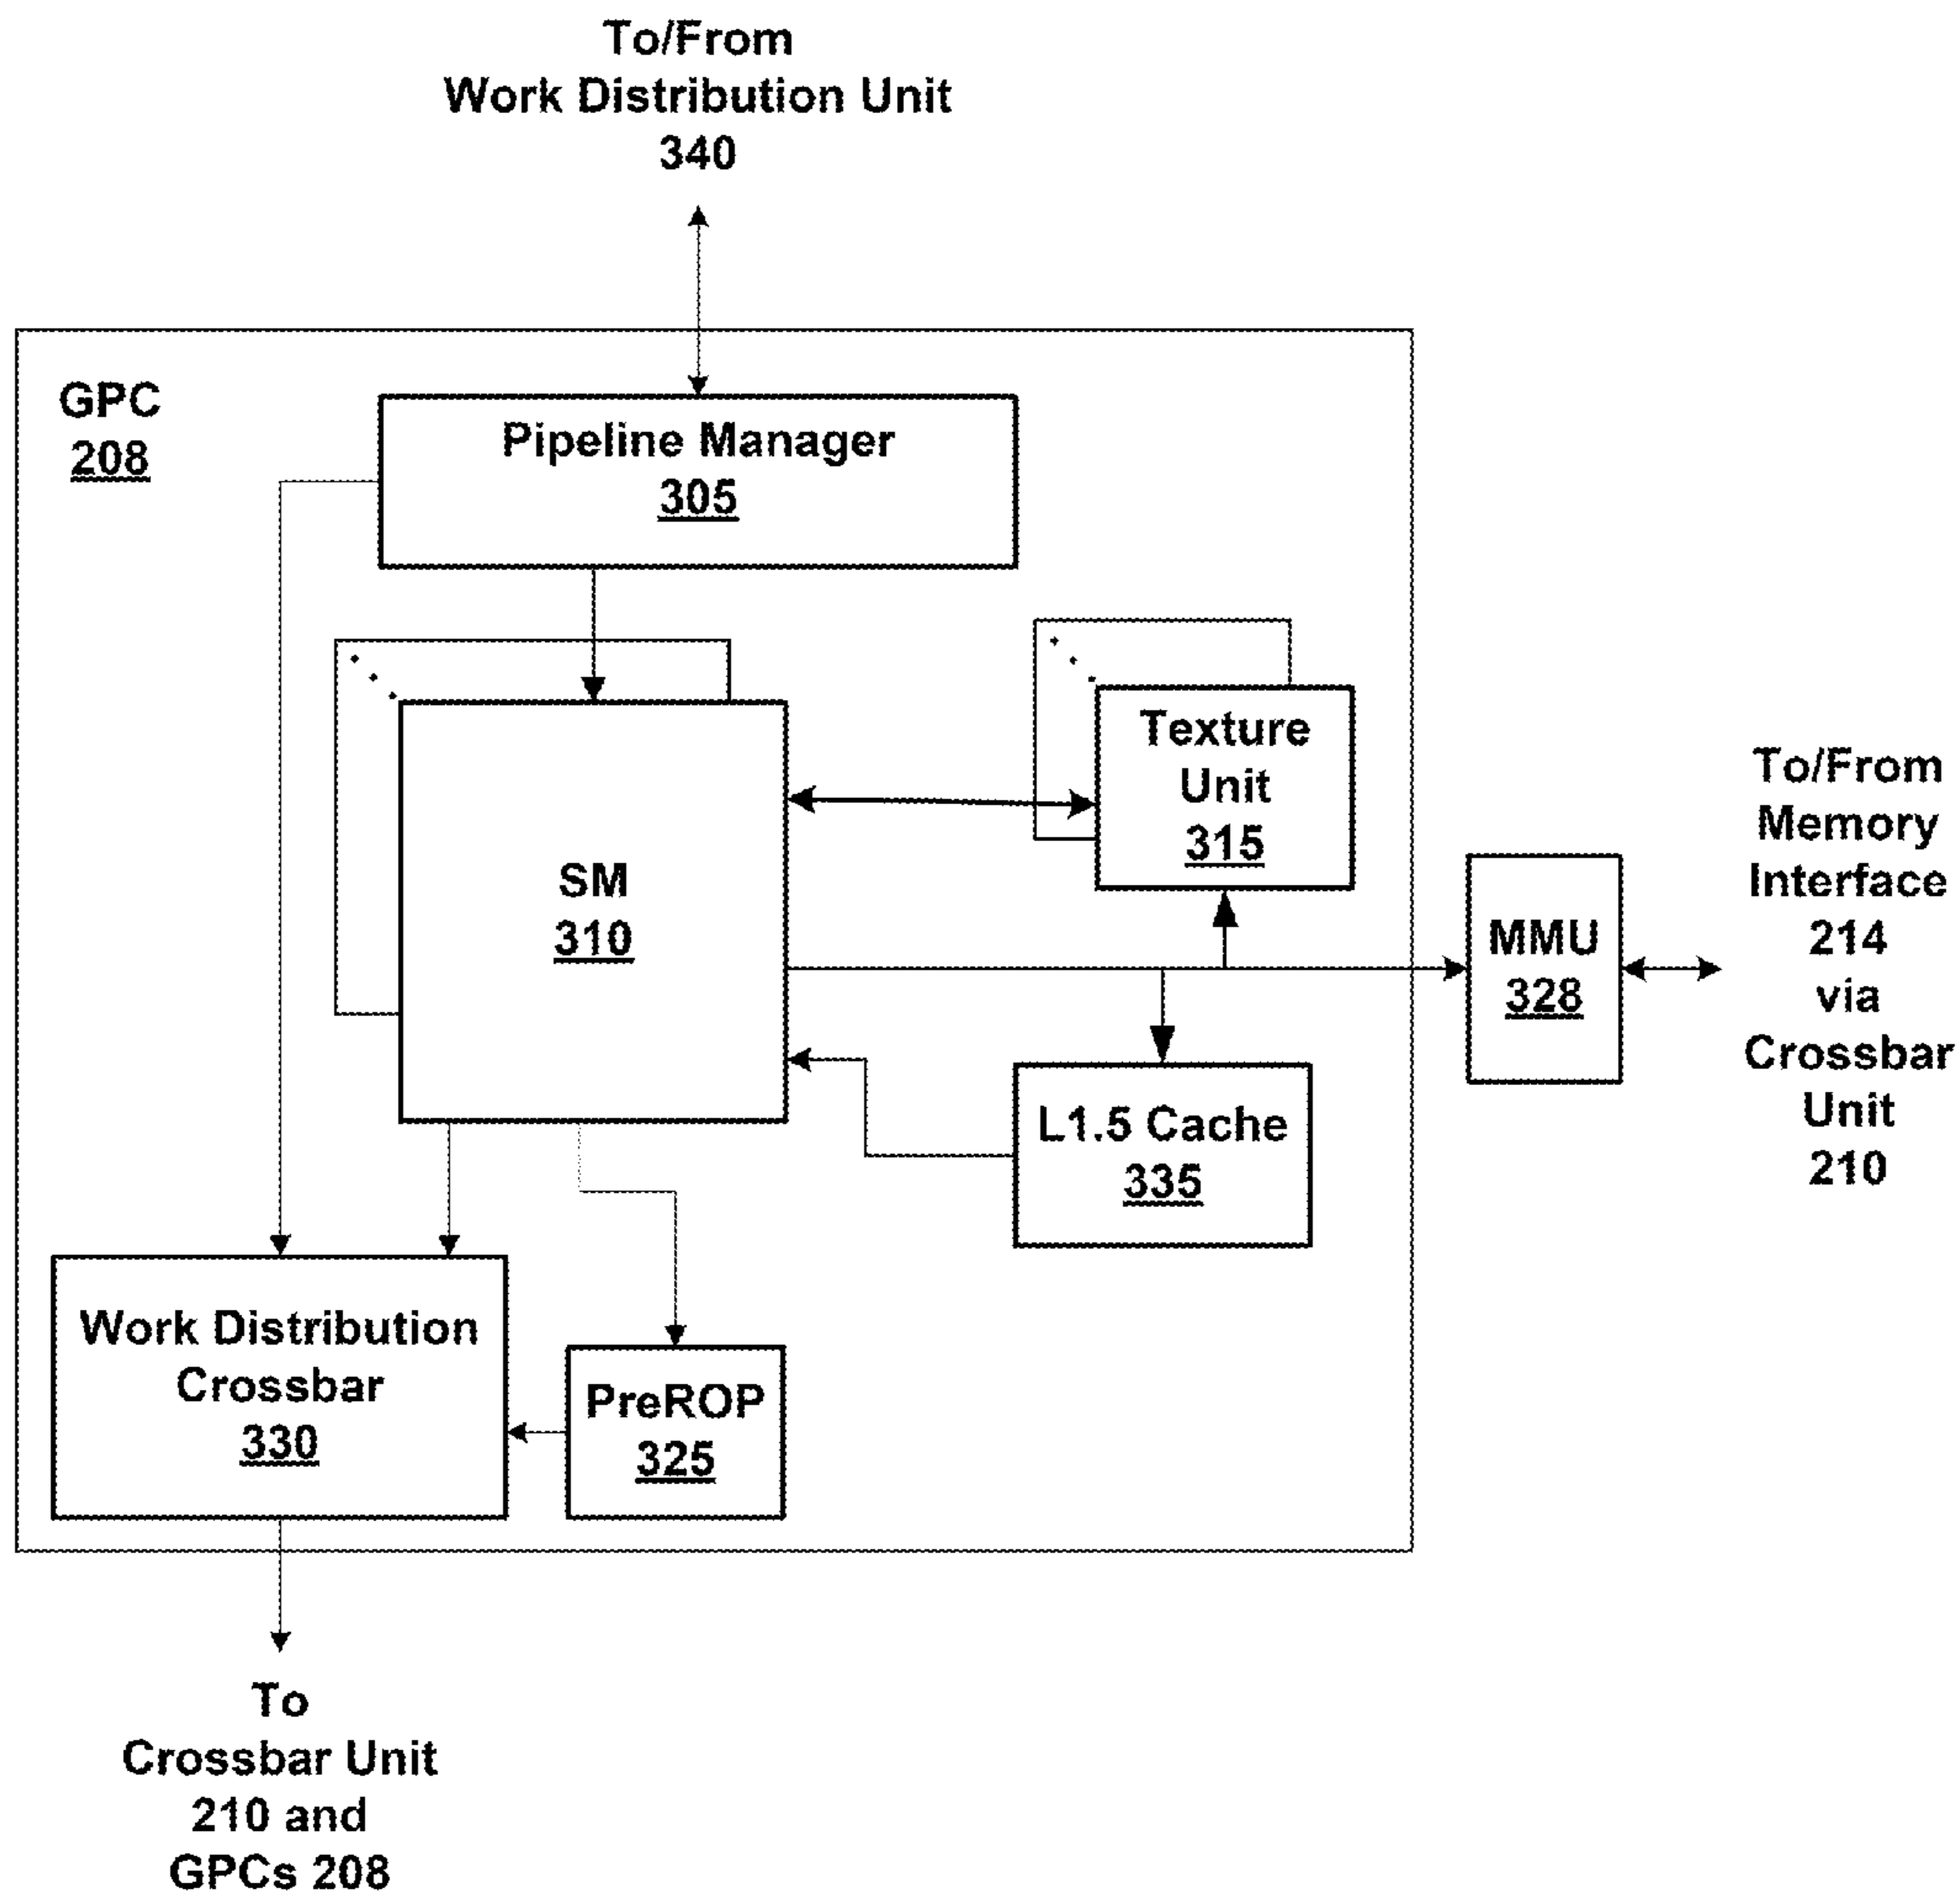 To/From
Work Distribution Unit
340
GPC
208
Pipeline Manager
305
Texture
Unit
315
SM
310
To/From
Memory
Interface
214
via
Crossbar
Unit
210
MMU
328
L1.5 Cache
335
Work Distribution
Crossbar
330
PreROP
325
To
Crossbar Unit
210 and
GPCs 208